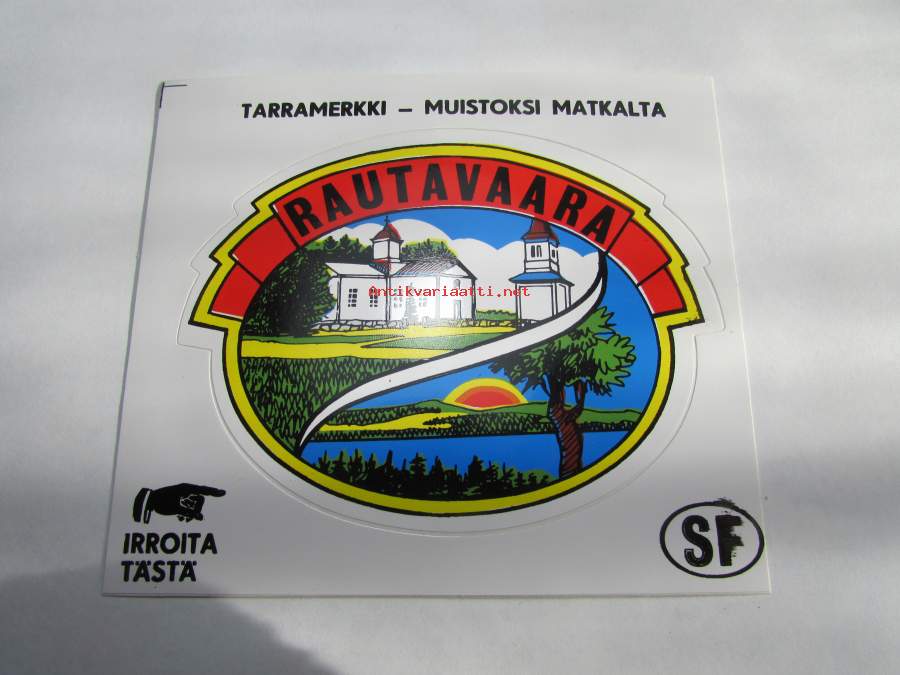 TARRAMERKKI – MUISTOKSI MATKALTA
RAUTAVAARA
Antikvariaatti.net
IRROITA
TÄSTÄ
SF